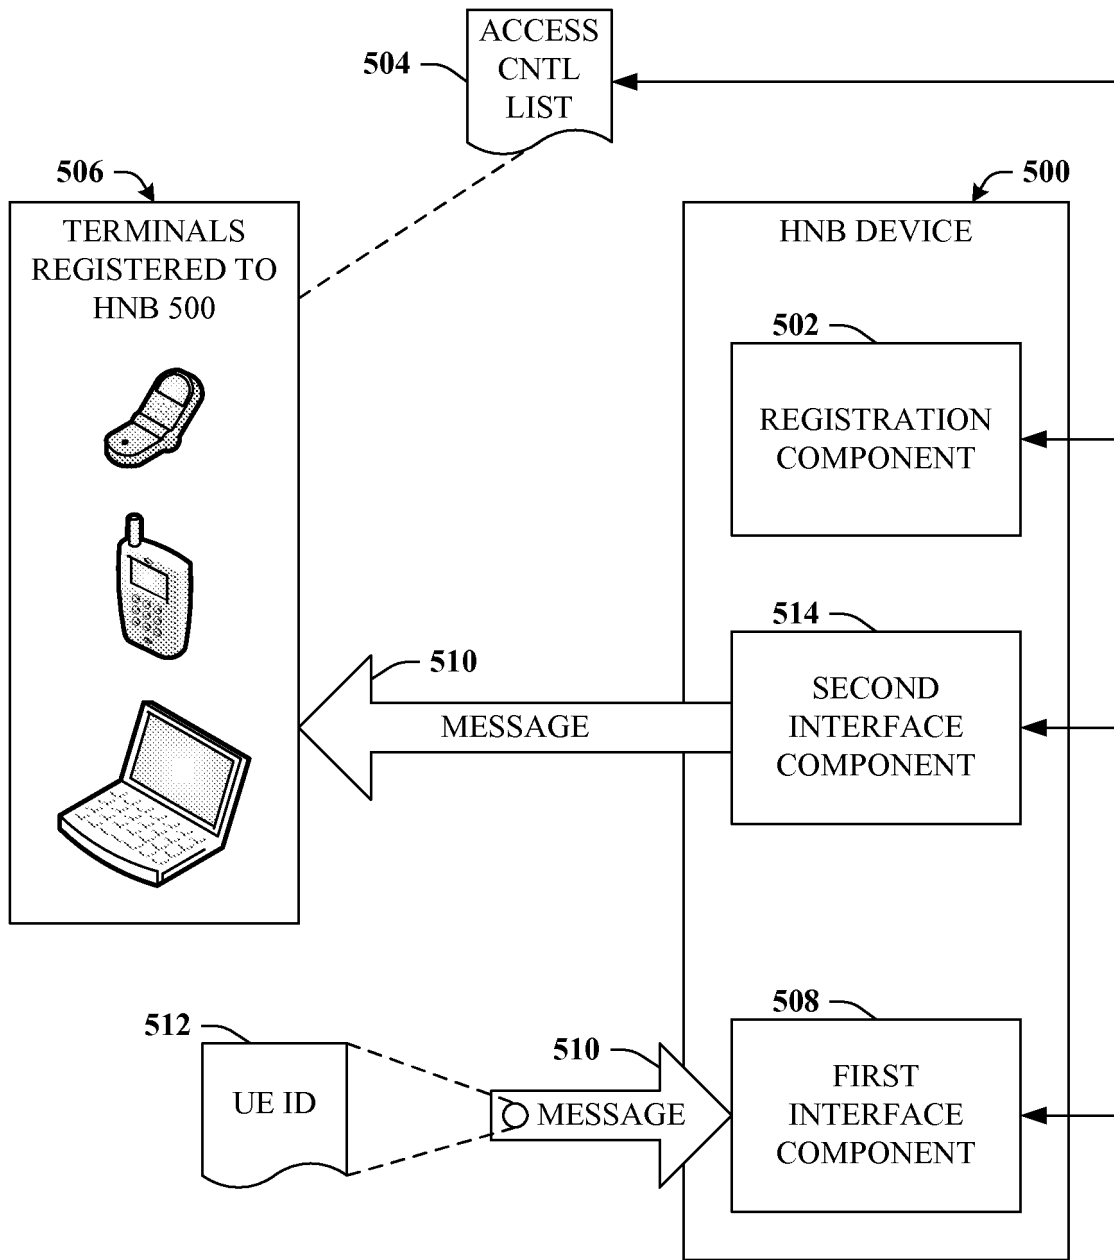 ACCESS
CNTL
LIST
504
506
500
TERMINALS
REGISTERED TO
HNB 500
HNB DEVICE
502
REGISTRATION
COMPONENT
514
510
MESSAGE
SECOND
INTERFACE
COMPONENT
508
512
510
UE ID
MESSAGE
FIRST
INTERFACE
COMPONENT